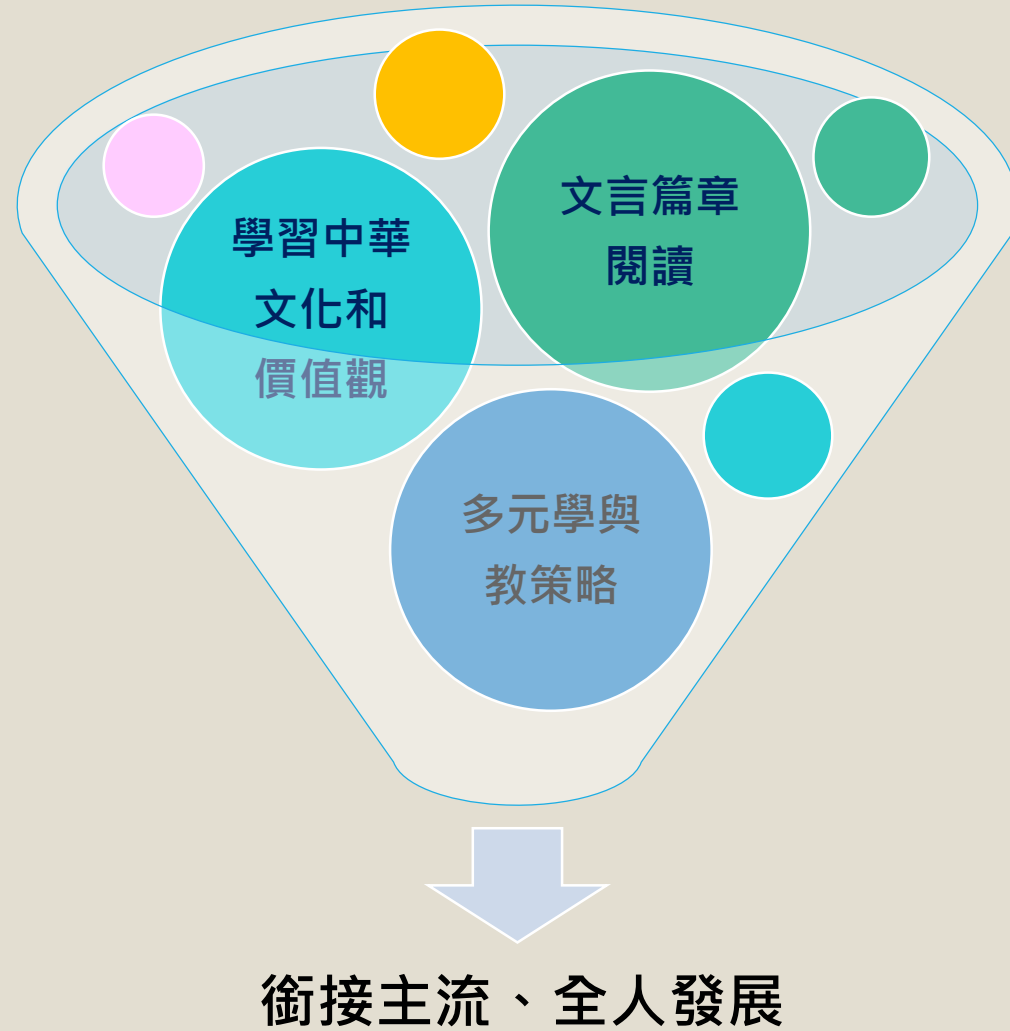 學習中華
文化和
價值觀
文言篇章
閱讀
多元學與
教策略
銜接主流、全人發展